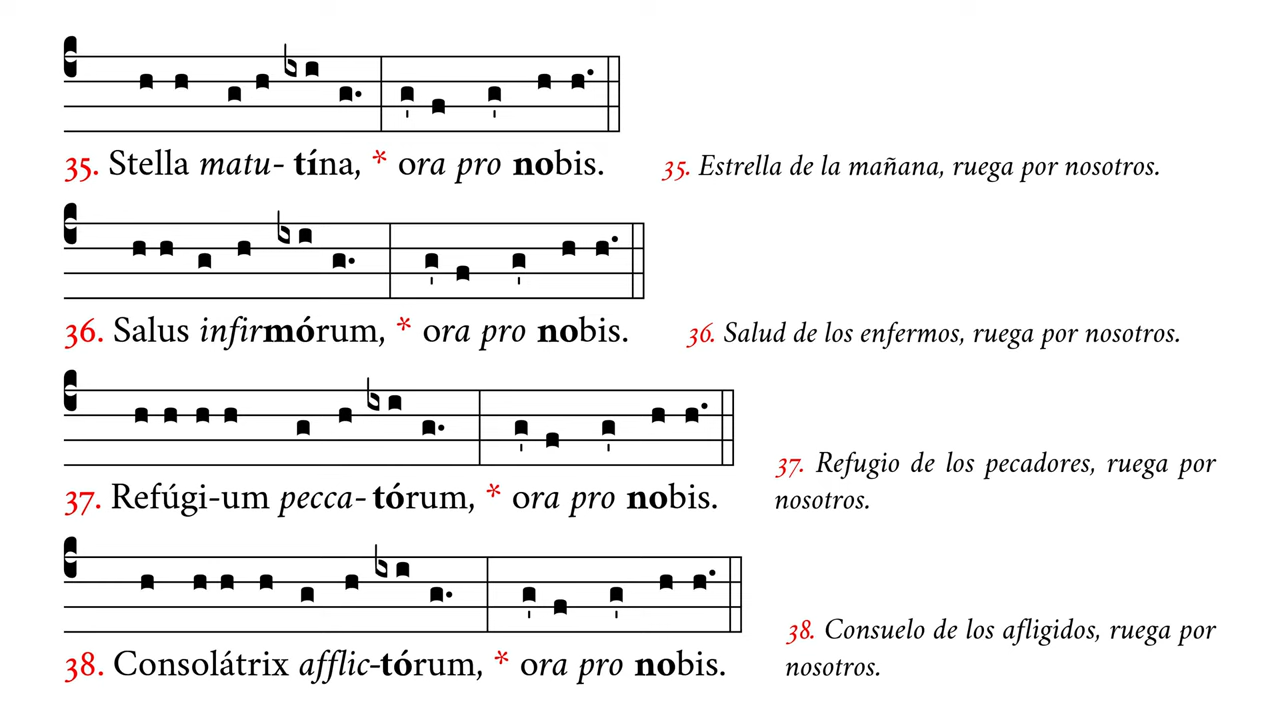 35. Stella matu- tína, * ora pro nobis.
35. Estrella de la mañana, ruega por nosotros.
36. Salus infirmórum, * ora pro nobis.
36. Salud de los enfermos, ruega por nosotros.
37. Refúgi-um pecca- tórum, * ora pro nobis.
37. Refugio de los pecadores, ruega por
nosotros.
38. Consolátrix afflic-tórum, * ora pro nobis.
38. Consuelo de los afligidos, ruega por
nosotros.